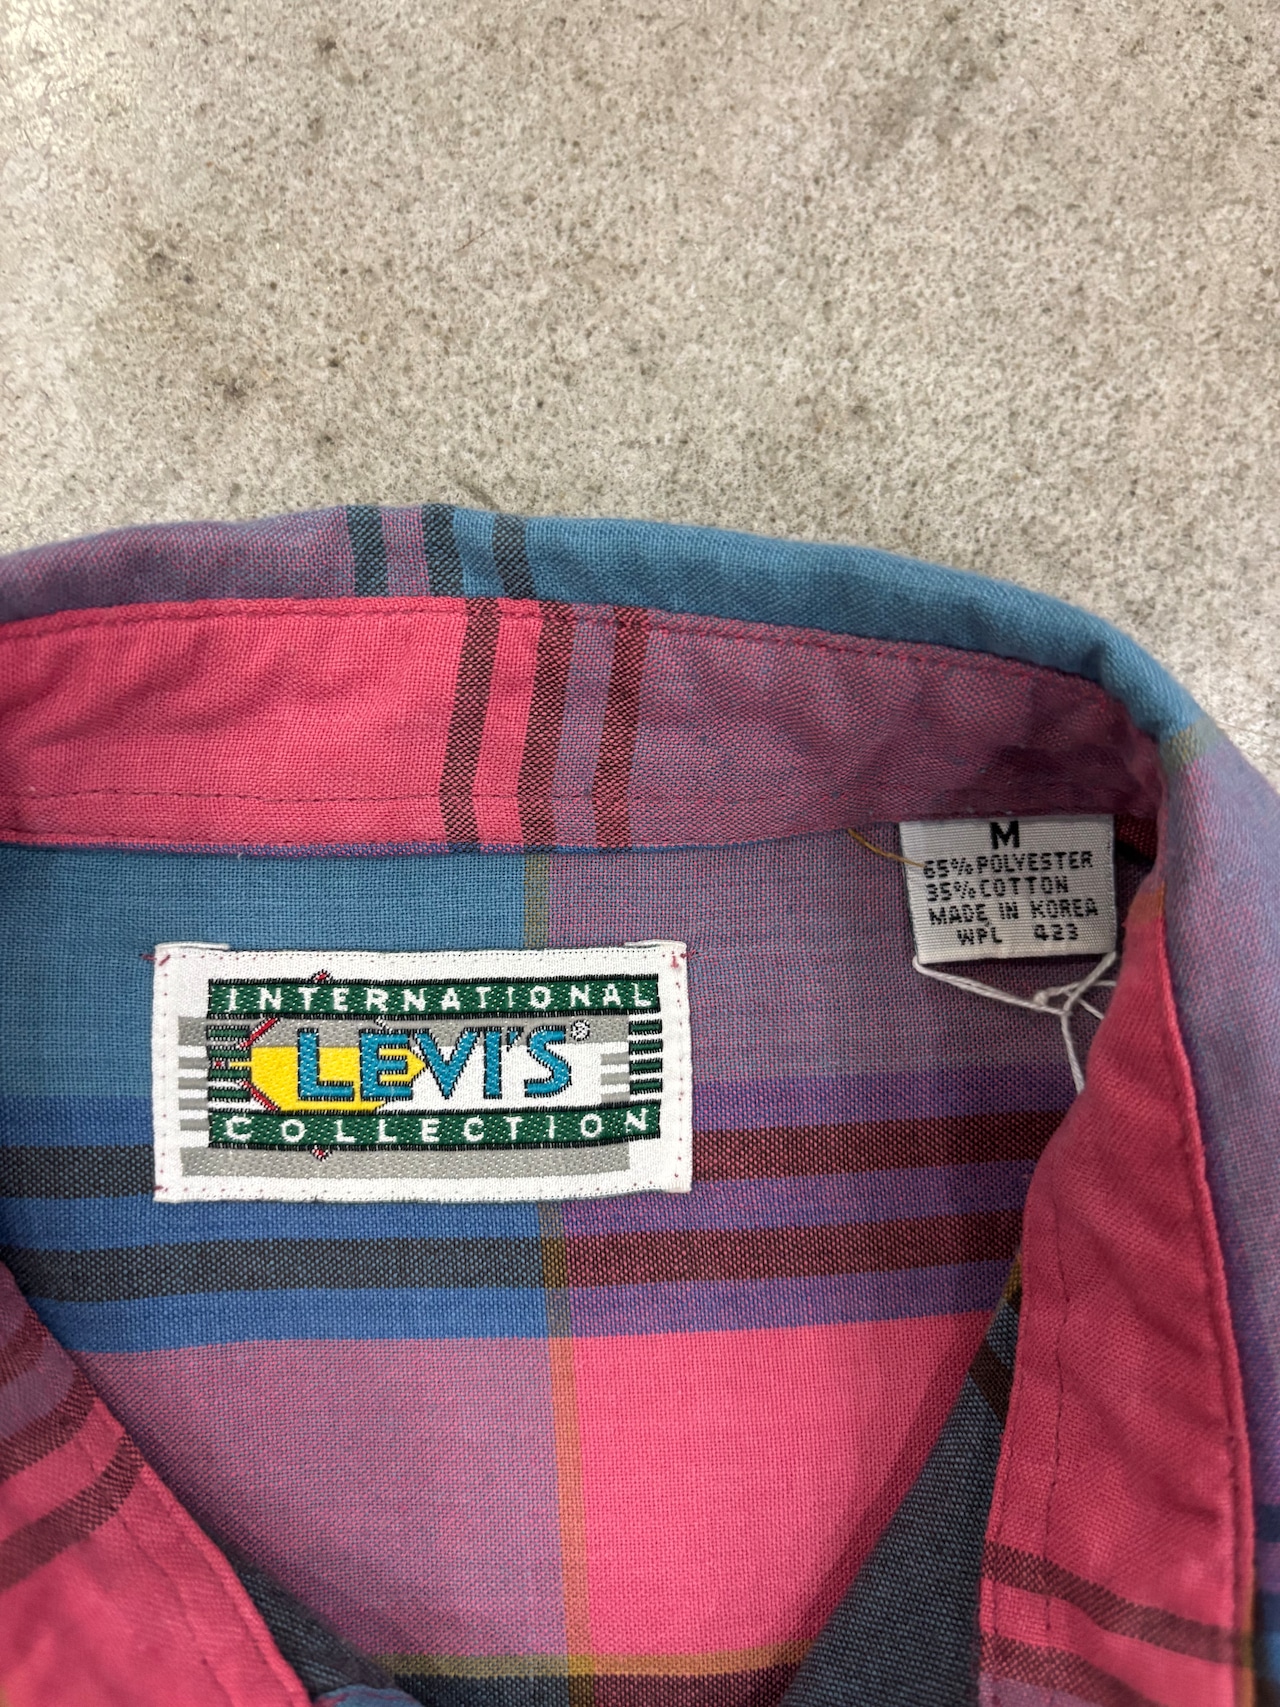 M
65% POLYESTER
35% COTTON
MADE IN KOREA
WPL 423
INTERNATIONAL
LEVI'S®
COLLECTION